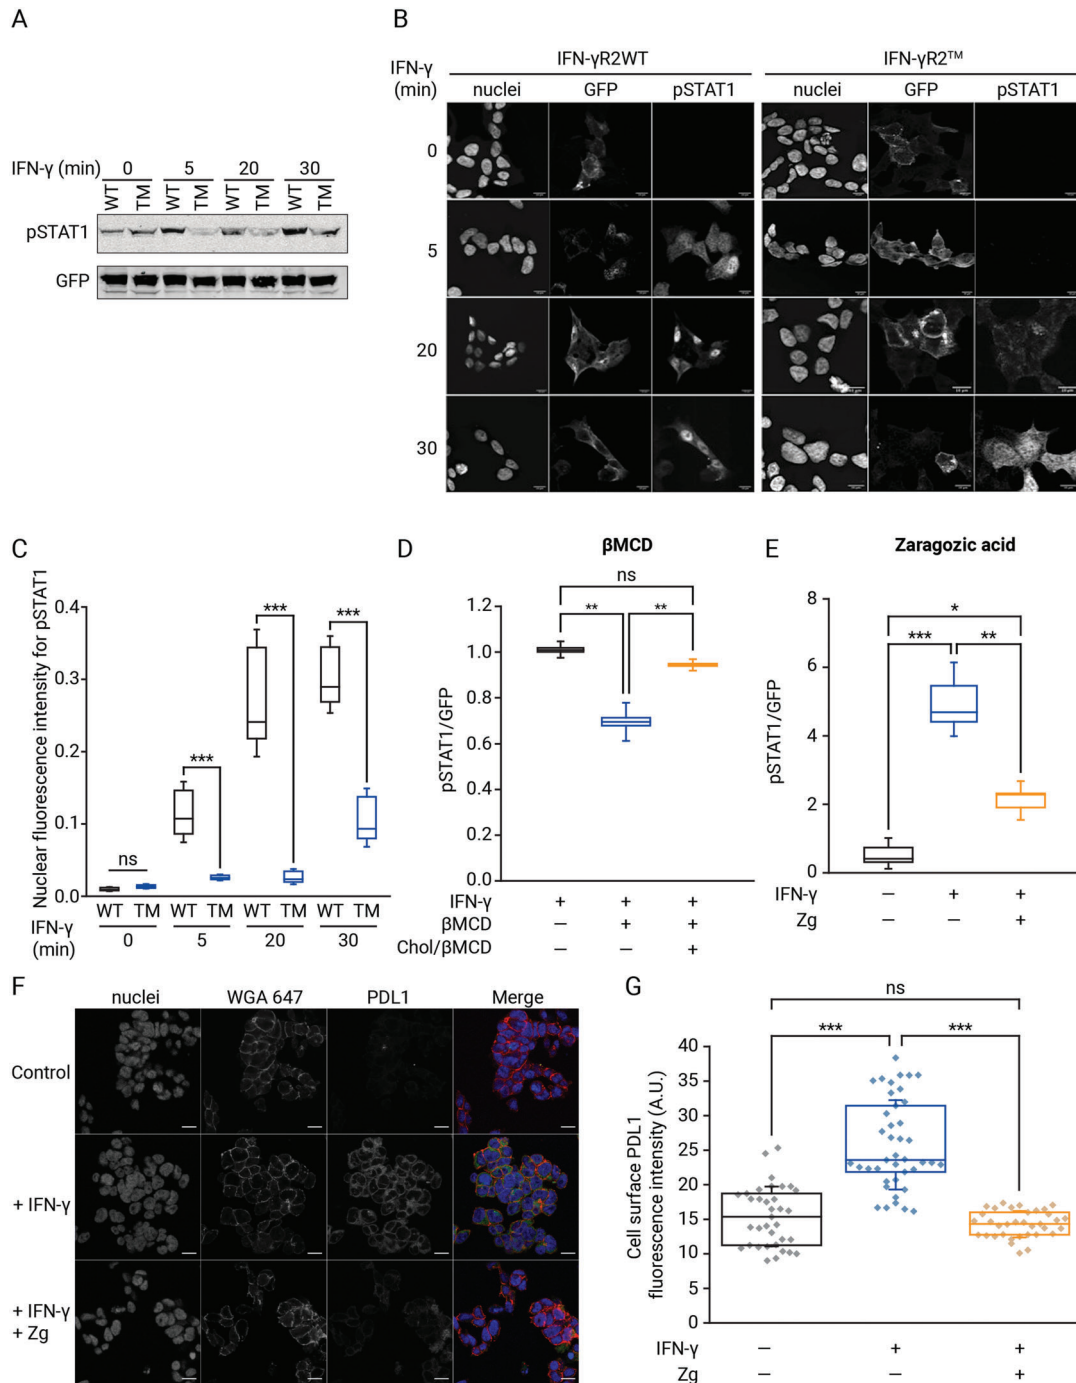 A
IFN-γ (min) 0 5 20 30
WT TM WT TM WT TM WT TM
pSTAT1
GFP
B
IFN-γ (min)
IFN-γR2WT IFN-γR2TM
nuclei GFP pSTAT1 nuclei GFP pSTAT1
0
5
20
30
C
Nuclear fluorescence intensity for pSTAT1
0.4
0.3
0.2
0.1
0.0
ns *** *** ***
WT TM WT TM WT TM WT TM
IFN-γ (min) 0 5 20 30
D
βMCD
ns
** **
pSTAT1/GFP
1.2
1.0
0.8
0.6
0.4
0.2
0.0
IFN-γ + + +
βMCD – + +
Chol/βMCD – – +
E
Zaragozic acid
*
*** **
pSTAT1/GFP
8
6
4
2
0
IFN-γ – + +
Zg – – +
F
nuclei WGA 647 PDL1 Merge
Control
+ IFN-γ
+ IFN-γ
+ Zg
G
ns
*** ***
Cell surface PDL1
fluorescence intensity (A.U.)
40
35
30
25
20
15
10
5
0
IFN-γ – + +
Zg – – +